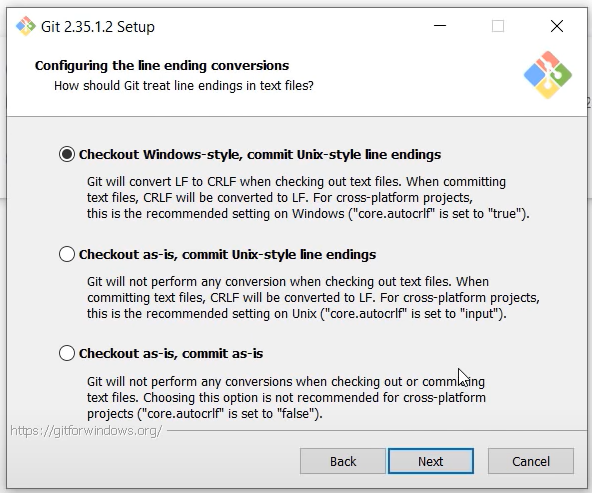 Git 2.35.1.2 Setup
Configuring the line ending conversions
How should Git treat line endings in text files?
Checkout Windows-style, commit Unix-style line endings
Git will convert LF to CRLF when checking out text files. When committing
text files, CRLF will be converted to LF. For cross-platform projects,
this is the recommended setting on Windows ("core.autocrlf" is set to "true").
Checkout as-is, commit Unix-style line endings
Git will not perform any conversion when checking out text files. When
committing text files, CRLF will be converted to LF. For cross-platform projects,
this is the recommended setting on Unix ("core.autocrlf" is set to "input").
Checkout as-is, commit as-is
Git will not perform any conversions when checking out or committing
text files. Choosing this option is not recommended for cross-platform
projects ("core.autocrlf" is set to "false").
https://gitforwindows.org/
Back Next Cancel